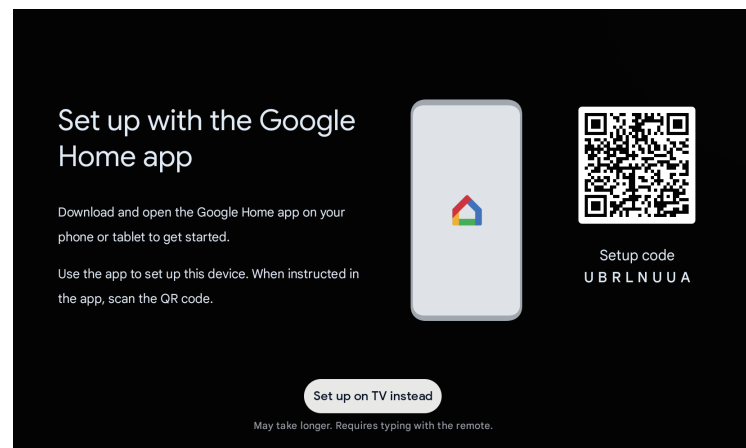 Set up with the Google
Home app
Download and open the Google Home app on your
phone or tablet to get started.
Use the app to set up this device. When instructed in
the app, scan the QR code.
Setup code
UBRLNUUA
Set up on TV instead
May take longer. Requires typing with the remote.